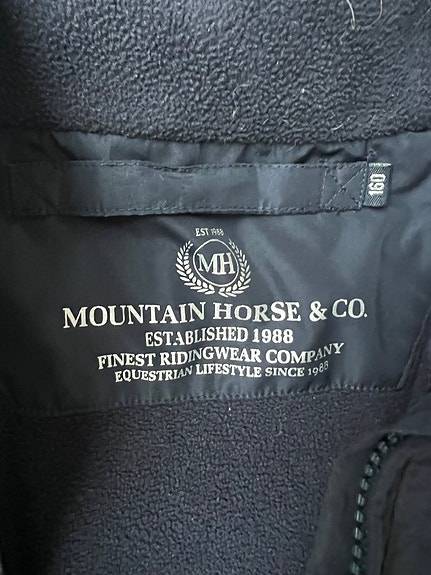 160
EST 1988
MH
MOUNTAIN HORSE & CO.
ESTABLISHED 1988
FINEST RIDINGWEAR COMPANY
EQUESTRIAN LIFESTYLE SINCE 1988